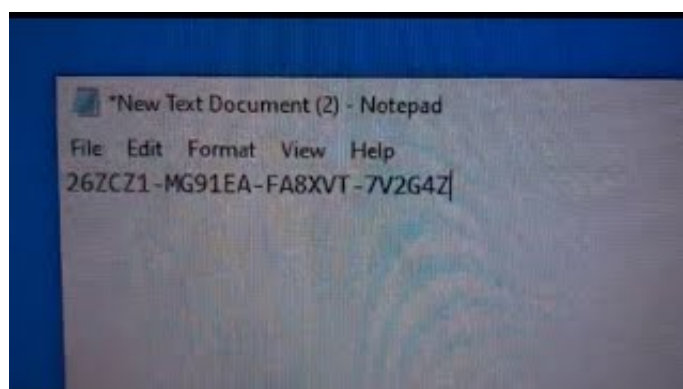 *New Text Document (2) - Notepad
File Edit Format View Help
26ZCZ1-MG91EA-FA8XVT-7V2G4Z